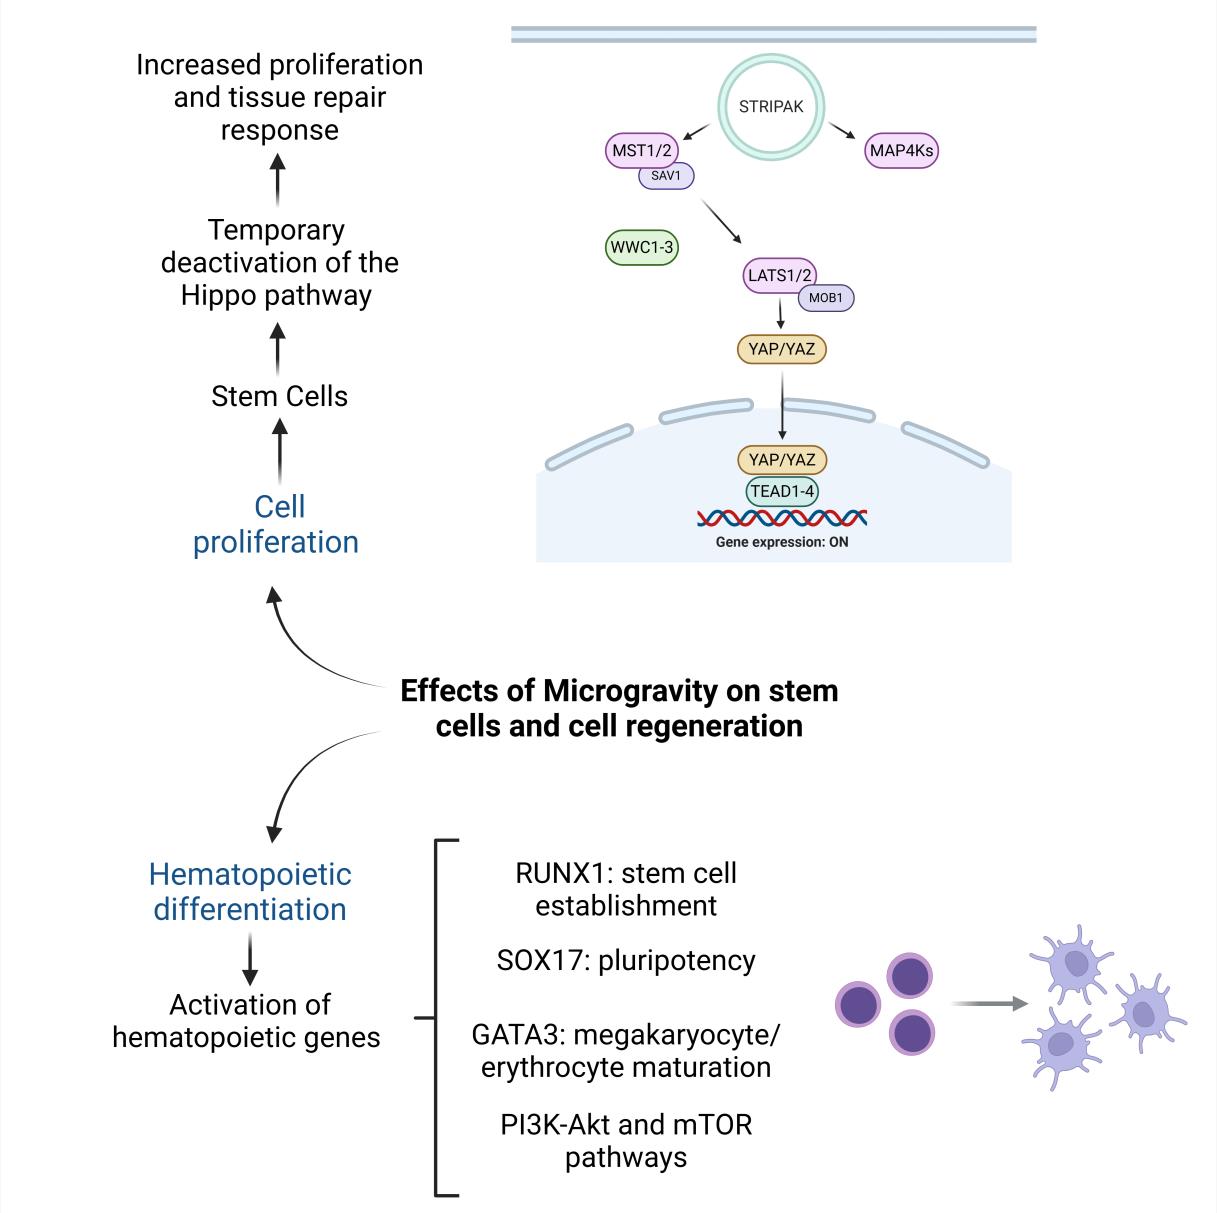 Increased proliferation
and tissue repair
response
Temporary
deactivation of the
Hippo pathway
Stem Cells
Cell
proliferation
STRIPAK
MST1/2
SAV1
MAP4Ks
WWC1-3
LATS1/2
MOB1
YAP/YAZ
YAP/YAZ
TEAD1-4
Gene expression: ON
Effects of Microgravity on stem
cells and cell regeneration
Hematopoietic
differentiation
Activation of
hematopoietic genes
RUNX1: stem cell
establishment
SOX17: pluripotency
GATA3: megakaryocyte/
erythrocyte maturation
PI3K-Akt and mTOR
pathways